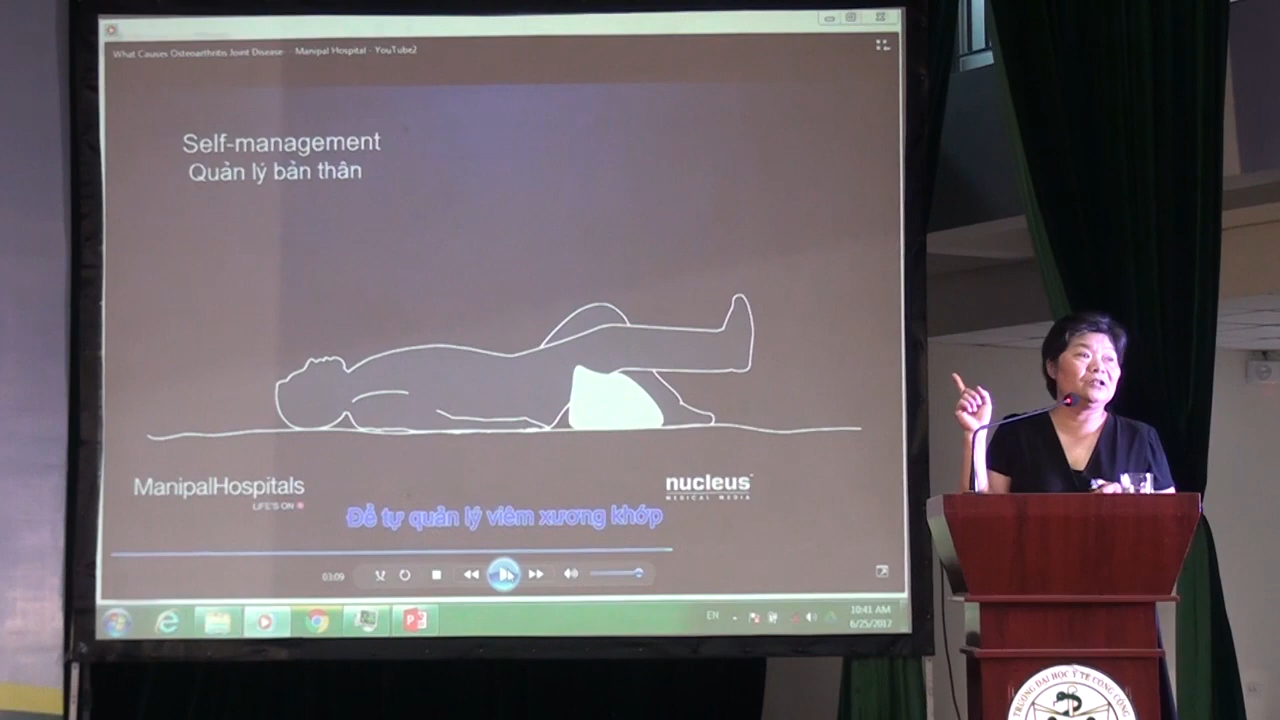 What Causes Osteoarthritis Joint Disease - Manipal Hospital - YouTube2
Self-management
Quản lý bản thân
ManipalHospitals
LIFE'S ON
nucleus
MEDICAL MEDIA
Để tự quản lý viêm xương khớp
03:09
EN
10:41 AM
6/25/2017
TRƯỜNG ĐẠI HỌC Y TẾ CÔNG CỘNG